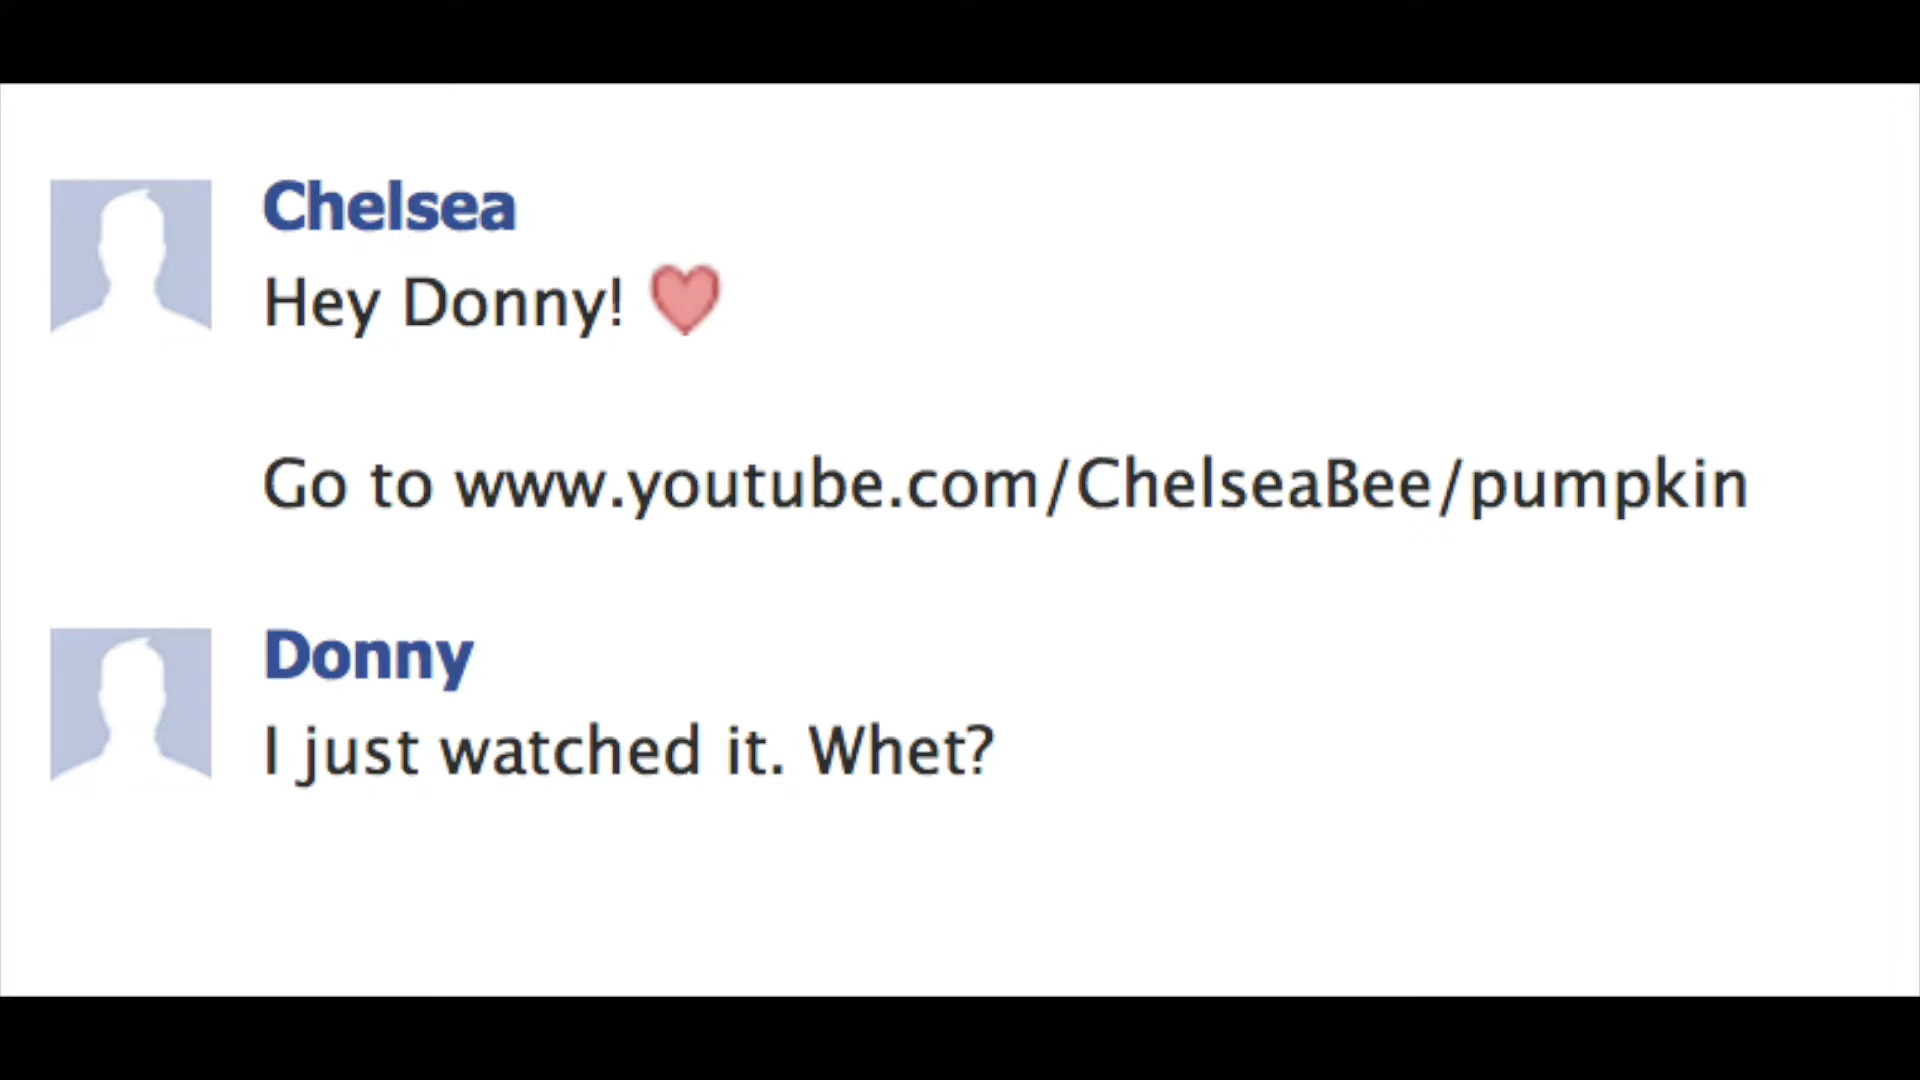 Chelsea
Hey Donny!
Go to www.youtube.com/ChelseaBee/pumpkin
Donny
I just watched it. Whet?